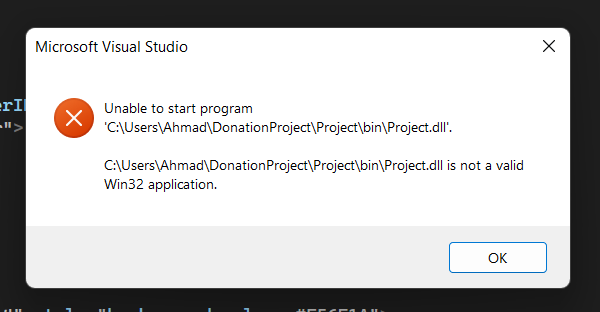 Microsoft Visual Studio
Unable to start program
'C:\Users\Ahmad\DonationProject\Project\bin\Project.dll'.
C:\Users\Ahmad\DonationProject\Project\bin\Project.dll is not a valid
Win32 application.
OK